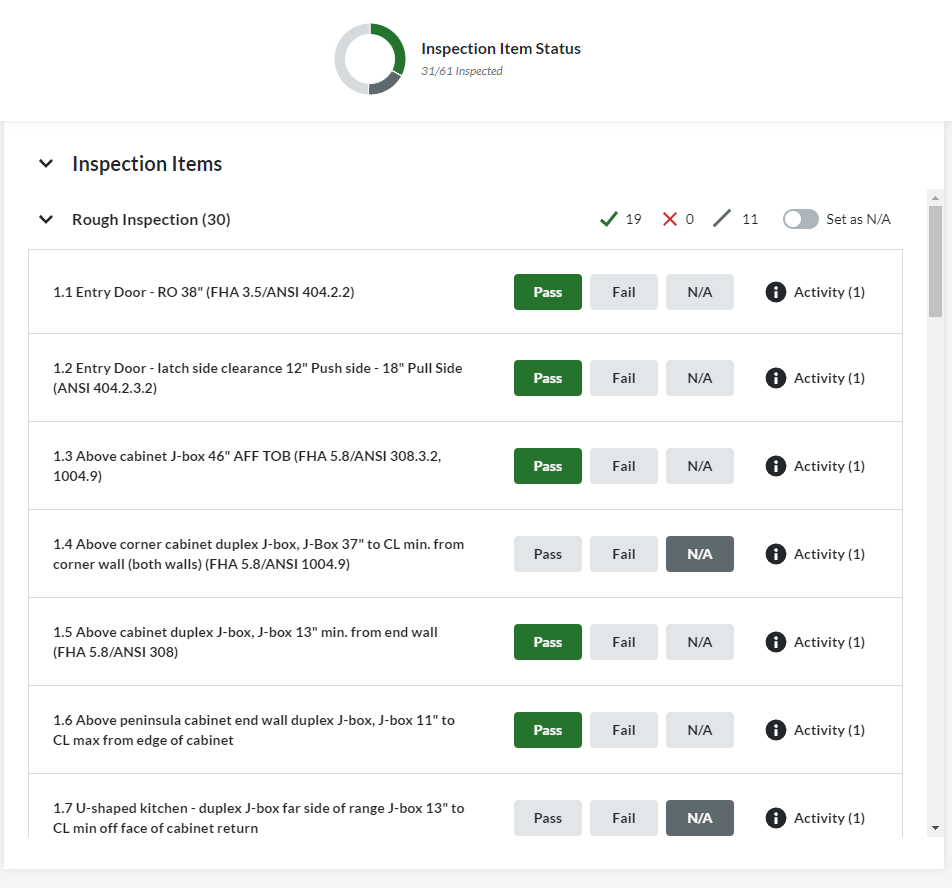 Inspection Item Status
31/61 Inspected
Inspection Items
Rough Inspection (30)
19
0
11
Set as N/A
1.1 Entry Door - RO 38" (FHA 3.5/ANSI 404.2.2)
Pass
Fail
N/A
Activity (1)
1.2 Entry Door - latch side clearance 12" Push side - 18" Pull Side
(ANSI 404.2.3.2)
Pass
Fail
N/A
Activity (1)
1.3 Above cabinet J-box 46" AFF TOB (FHA 5.8/ANSI 308.3.2,
1004.9)
Pass
Fail
N/A
Activity (1)
1.4 Above corner cabinet duplex J-box, J-Box 37" to CL min. from
corner wall (both walls) (FHA 5.8/ANSI 1004.9)
Pass
Fail
N/A
Activity (1)
1.5 Above cabinet duplex J-box, J-box 13" min. from end wall
(FHA 5.8/ANSI 308)
Pass
Fail
N/A
Activity (1)
1.6 Above peninsula cabinet end wall duplex J-box, J-box 11" to
CL max from edge of cabinet
Pass
Fail
N/A
Activity (1)
1.7 U-shaped kitchen - duplex J-box far side of range J-box 13" to
CL min off face of cabinet return
Pass
Fail
N/A
Activity (1)